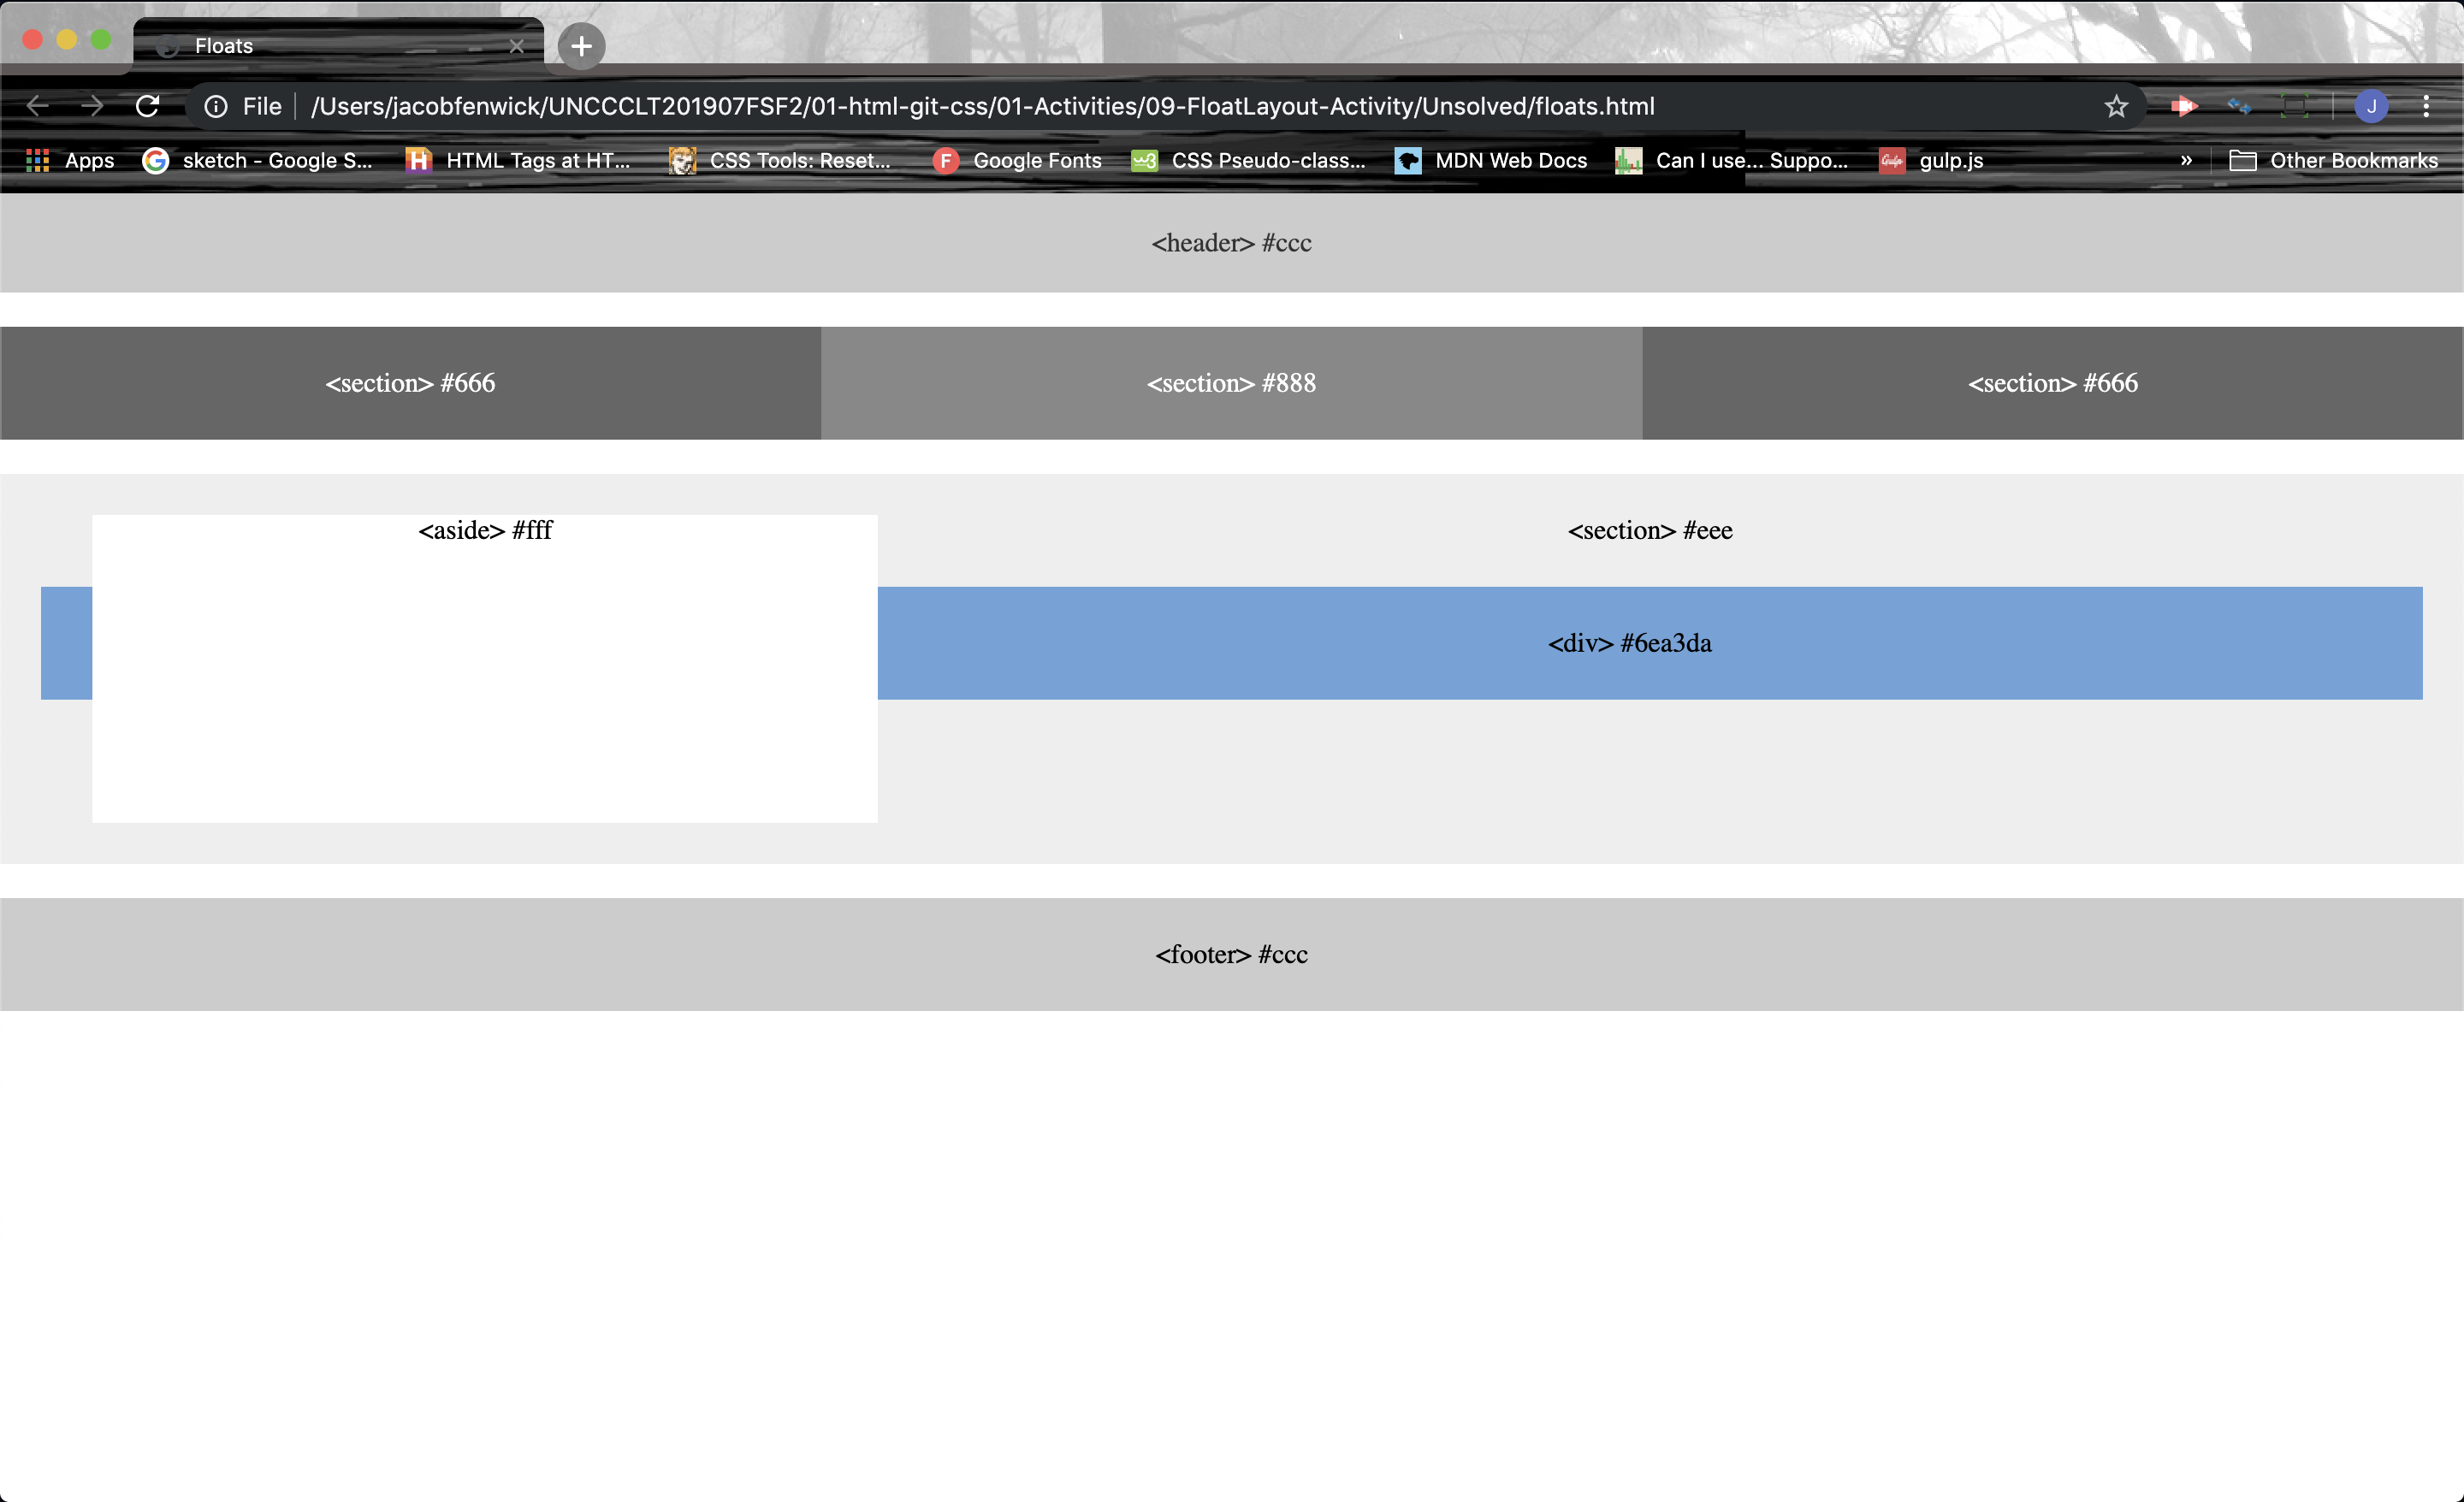 Floats
File /Users/jacobfenwick/UNCCCLT201907FSF2/01-html-git-css/01-Activities/09-FloatLayout-Activity/Unsolved/floats.html J
Apps G sketch - Google S... H HTML Tags at HT... CSS Tools: Reset... F Google Fonts w3 CSS Pseudo-class... MDN Web Docs Can I use... Suppo... Gulp gulp.js » Other Bookmarks
<header> #ccc
<section> #666 <section> #888 <section> #666
<aside> #fff <section> #eee
<div> #6ea3da
<footer> #ccc